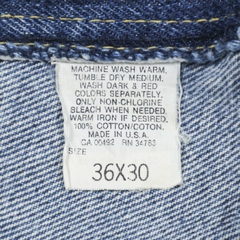 MACHINE WASH WARM,
TUMBLE DRY MEDIUM,
WASH DARK & RED
COLORS SEPARATELY.
ONLY NON-CHLORINE
BLEACH WHEN NEEDED.
WARM IRON IF DESIRED.
100% COTTON/COTON.
MADE IN U.S.A.
CA 00492 RN 34783
SIZE
36X30